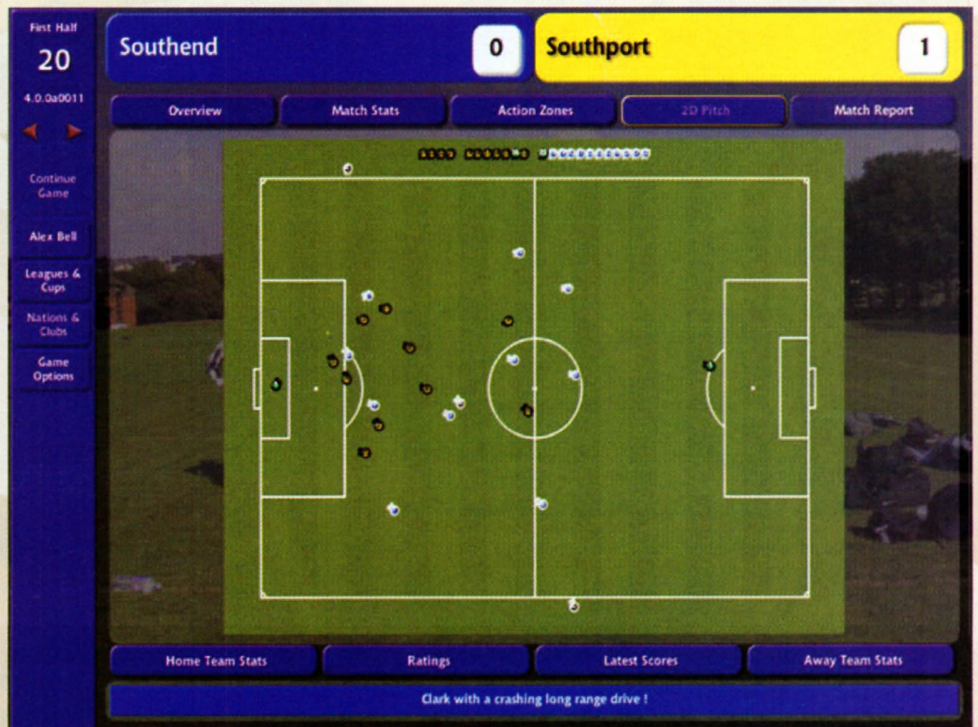 First Half
20
4.0.0a0011
Continue
Game
Alex Bell
Leagues &
Cups
Nations &
Clubs
Game
Options
Southend 0 Southport 1
Overview Match Stats Action Zones 2D Pitch Match Report
Home Team Stats Ratings Latest Scores Away Team Stats
Clark with a crashing long range drive !